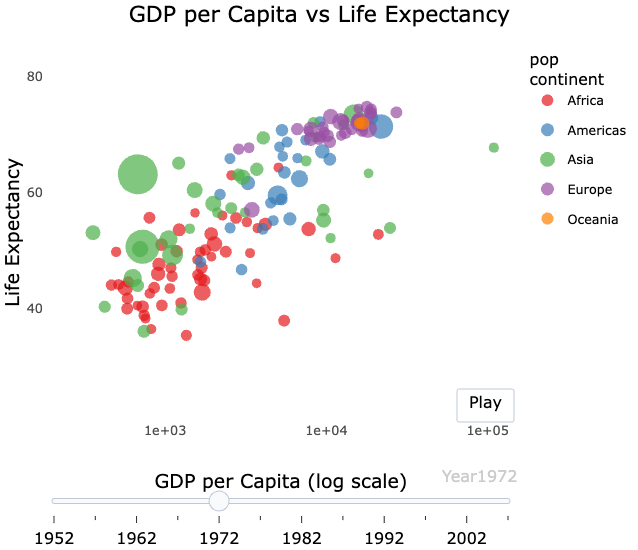 GDP per Capita vs Life Expectancy
pop
continent
Africa
Americas
Asia
Europe
Oceania
Life Expectancy
80
60
40
Play
1e+03
1e+04
1e+05
GDP per Capita (log scale)
Year1972
1952
1962
1972
1982
1992
2002